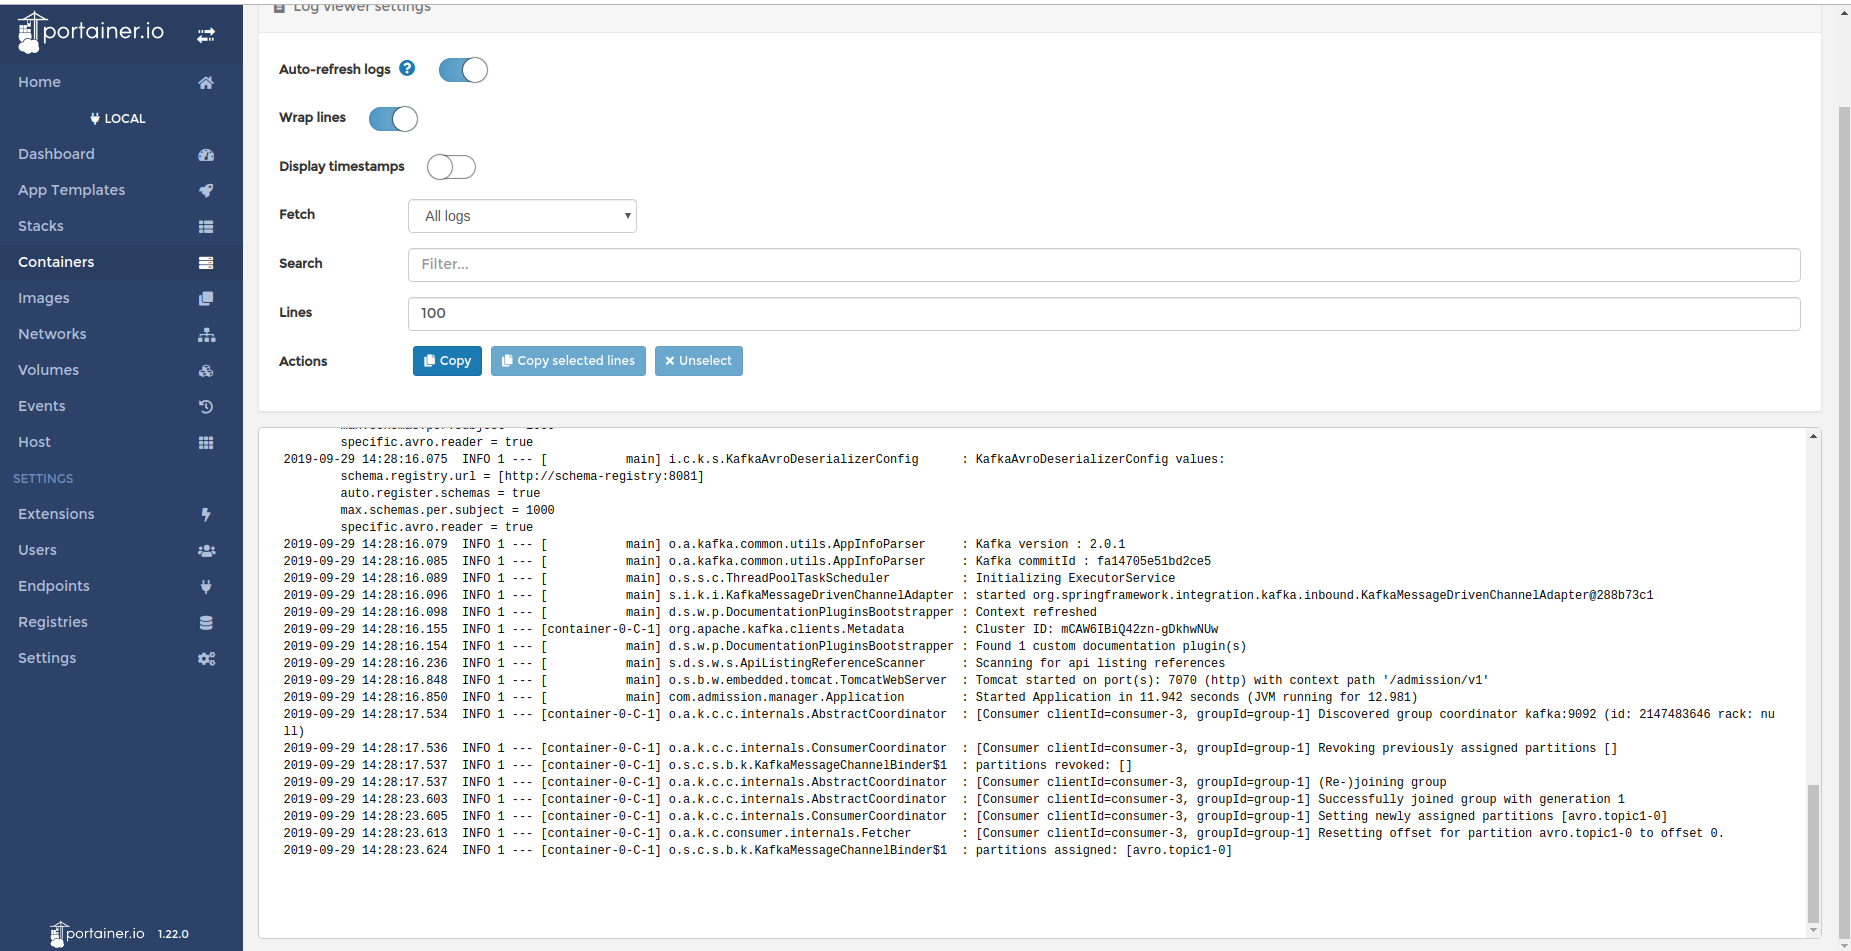 portainer.io
Home
LOCAL
Dashboard
App Templates
Stacks
Containers
Images
Networks
Volumes
Events
Host
SETTINGS
Extensions
Users
Endpoints
Registries
Settings
portainer.io 1.22.0
Log viewer settings
Auto-refresh logs ?
Wrap lines
Display timestamps
Fetch All logs
Search Filter...
Lines 100
Actions Copy Copy selected lines Unselect
max.schemas.per.subject = 1000
specific.avro.reader = true
2019-09-29 14:28:16.075  INFO 1 --- [           main] i.c.k.s.KafkaAvroDeserializerConfig      : KafkaAvroDeserializerConfig values:
schema.registry.url = [http://schema-registry:8081]
auto.register.schemas = true
max.schemas.per.subject = 1000
specific.avro.reader = true
2019-09-29 14:28:16.079  INFO 1 --- [           main] o.a.kafka.common.utils.AppInfoParser     : Kafka version : 2.0.1
2019-09-29 14:28:16.085  INFO 1 --- [           main] o.a.kafka.common.utils.AppInfoParser     : Kafka commitId : fa14705e51bd2ce5
2019-09-29 14:28:16.089  INFO 1 --- [           main] o.s.s.c.ThreadPoolTaskScheduler          : Initializing ExecutorService
2019-09-29 14:28:16.096  INFO 1 --- [           main] s.i.k.i.KafkaMessageDrivenChannelAdapter : started org.springframework.integration.kafka.inbound.KafkaMessageDrivenChannelAdapter@288b73c1
2019-09-29 14:28:16.098  INFO 1 --- [           main] d.s.w.p.DocumentationPluginsBootstrapper : Context refreshed
2019-09-29 14:28:16.155  INFO 1 --- [container-0-C-1] org.apache.kafka.clients.Metadata        : Cluster ID: mCAW6IBiQ42zn-gDkhwNUw
2019-09-29 14:28:16.154  INFO 1 --- [           main] d.s.w.p.DocumentationPluginsBootstrapper : Found 1 custom documentation plugin(s)
2019-09-29 14:28:16.236  INFO 1 --- [           main] s.d.s.w.s.ApiListingReferenceScanner     : Scanning for api listing references
2019-09-29 14:28:16.848  INFO 1 --- [           main] o.s.b.w.embedded.tomcat.TomcatWebServer  : Tomcat started on port(s): 7070 (http) with context path '/admission/v1'
2019-09-29 14:28:16.850  INFO 1 --- [           main] com.admission.manager.Application        : Started Application in 11.942 seconds (JVM running for 12.981)
2019-09-29 14:28:17.534  INFO 1 --- [container-0-C-1] o.a.k.c.c.internals.AbstractCoordinator  : [Consumer clientId=consumer-3, groupId=group-1] Discovered group coordinator kafka:9092 (id: 2147483646 rack: nu
ll)
2019-09-29 14:28:17.536  INFO 1 --- [container-0-C-1] o.a.k.c.c.internals.ConsumerCoordinator  : [Consumer clientId=consumer-3, groupId=group-1] Revoking previously assigned partitions []
2019-09-29 14:28:17.537  INFO 1 --- [container-0-C-1] o.s.c.s.b.k.KafkaMessageChannelBinder$1  : partitions revoked: []
2019-09-29 14:28:17.537  INFO 1 --- [container-0-C-1] o.a.k.c.c.internals.AbstractCoordinator  : [Consumer clientId=consumer-3, groupId=group-1] (Re-)joining group
2019-09-29 14:28:23.603  INFO 1 --- [container-0-C-1] o.a.k.c.c.internals.AbstractCoordinator  : [Consumer clientId=consumer-3, groupId=group-1] Successfully joined group with generation 1
2019-09-29 14:28:23.605  INFO 1 --- [container-0-C-1] o.a.k.c.c.internals.ConsumerCoordinator  : [Consumer clientId=consumer-3, groupId=group-1] Setting newly assigned partitions [avro.topic1-0]
2019-09-29 14:28:23.613  INFO 1 --- [container-0-C-1] o.a.k.c.consumer.internals.Fetcher       : [Consumer clientId=consumer-3, groupId=group-1] Resetting offset for partition avro.topic1-0 to offset 0.
2019-09-29 14:28:23.624  INFO 1 --- [container-0-C-1] o.s.c.s.b.k.KafkaMessageChannelBinder$1  : partitions assigned: [avro.topic1-0]